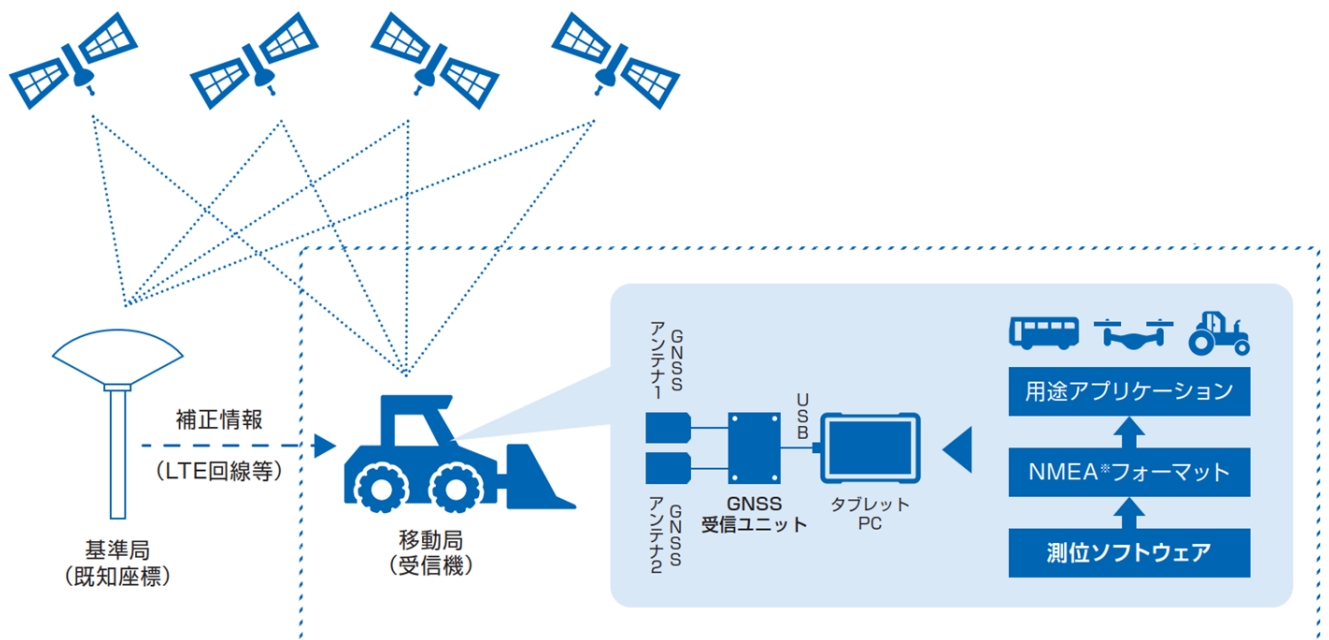 補正情報
(LTE回線等)
基準局
(既知座標)
移動局
(受信機)
GNSS
アンテナ1
GNSS
アンテナ2
GNSS
受信ユニット
USB
タブレット
PC
用途アプリケーション
NMEA※フォーマット
測位ソフトウェア